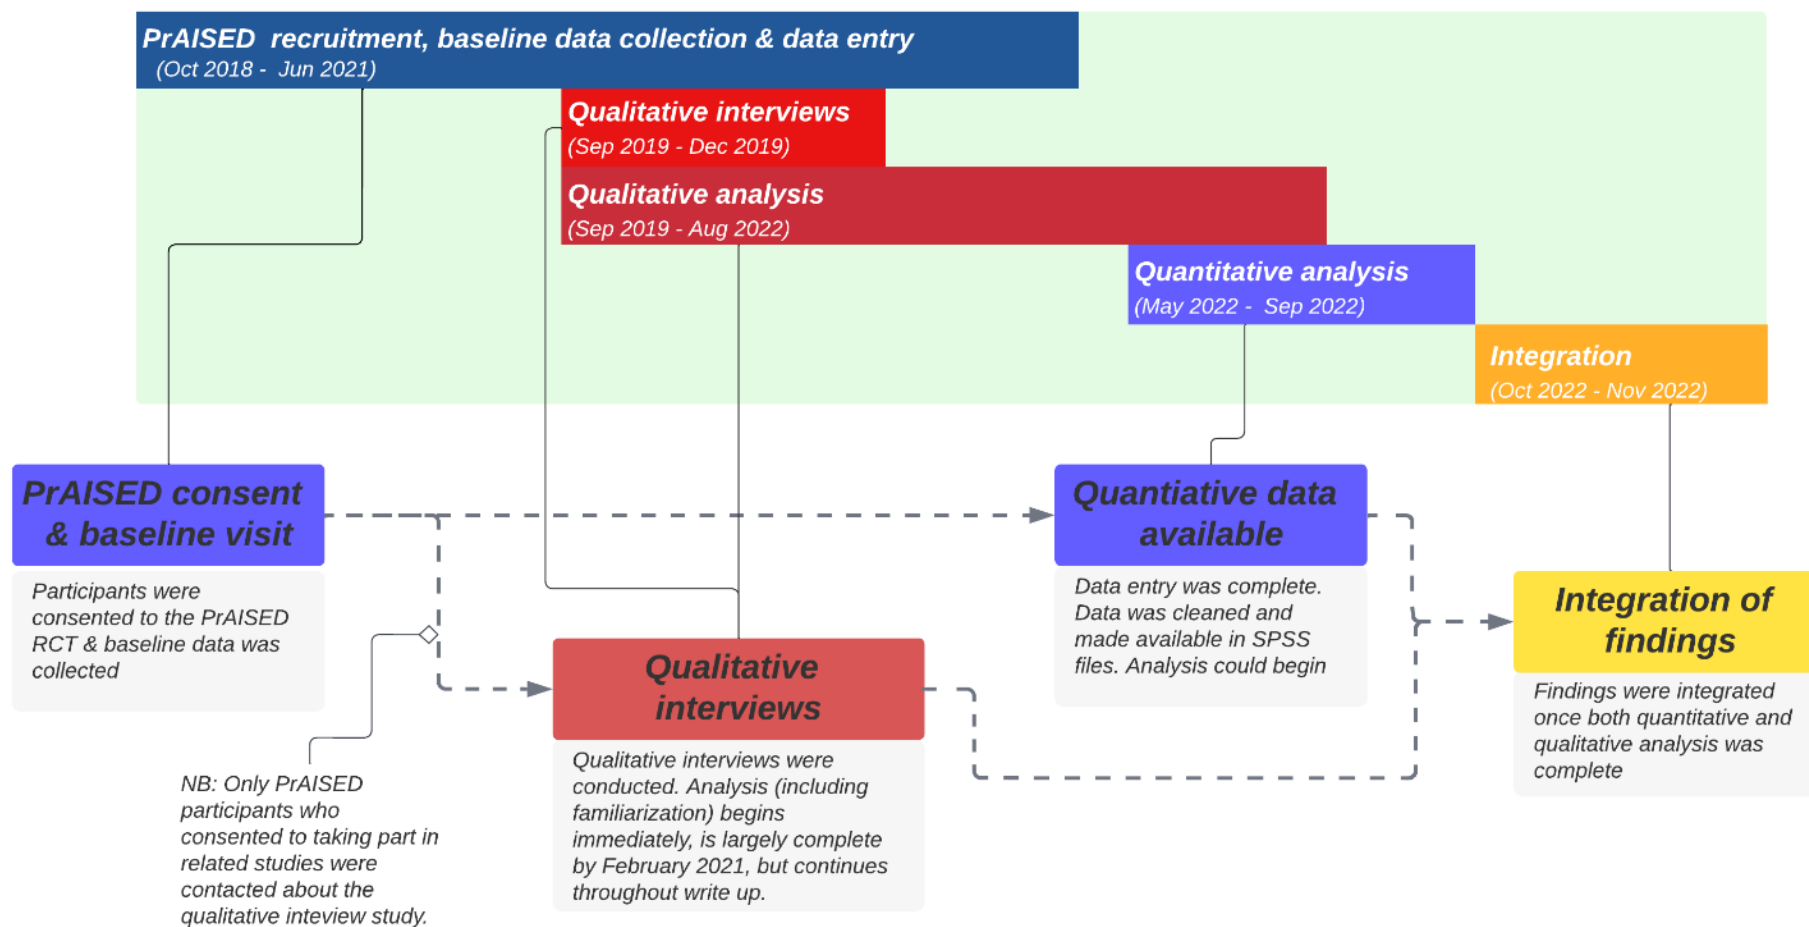 PrAISED recruitment, baseline data collection & data entry
(Oct 2018 - Jun 2021)
Qualitative interviews
(Sep 2019 - Dec 2019)
Qualitative analysis
(Sep 2019 - Aug 2022)
Quantitative analysis
(May 2022 - Sep 2022)
Integration
(Oct 2022 - Nov 2022)
PrAISED consent
& baseline visit
Participants were
consented to the PrAISED
RCT & baseline data was
collected
NB: Only PrAISED
participants who
consented to taking part in
related studies were
contacted about the
qualitative inteview study.
Qualitative
interviews
Qualitative interviews were
conducted. Analysis (including
familiarization) begins
immediately, is largely complete
by February 2021, but continues
throughout write up.
Quantiative data
available
Data entry was complete.
Data was cleaned and
made available in SPSS
files. Analysis could begin
Integration of
findings
Findings were integrated
once both quantitative and
qualitative analysis was
complete